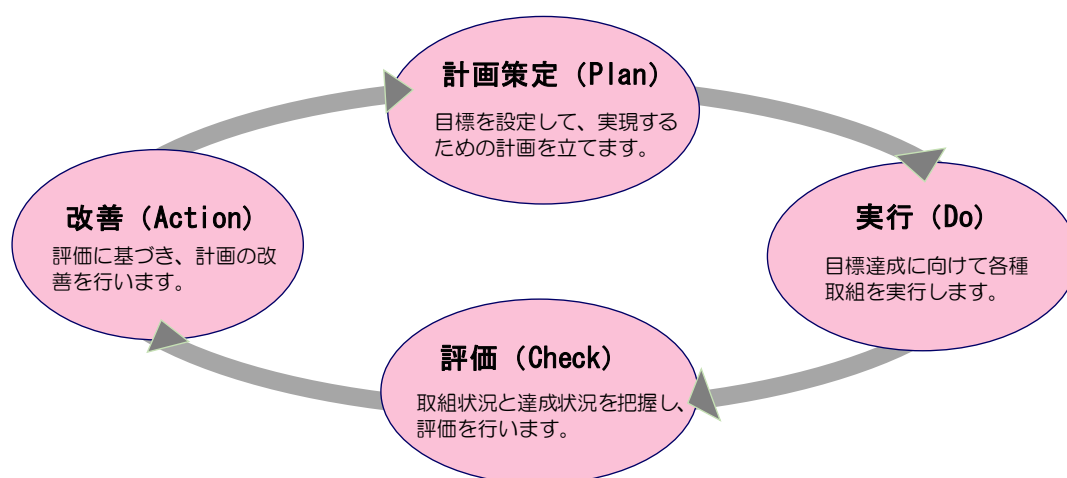 計画策定（Plan）
目標を設定して、実現する
ための計画を立てます。
改善（Action）
評価に基づき、計画の改
善を行います。
実行（Do）
目標達成に向けて各種
取組を実行します。
評価（Check）
取組状況と達成状況を把握し、
評価を行います。